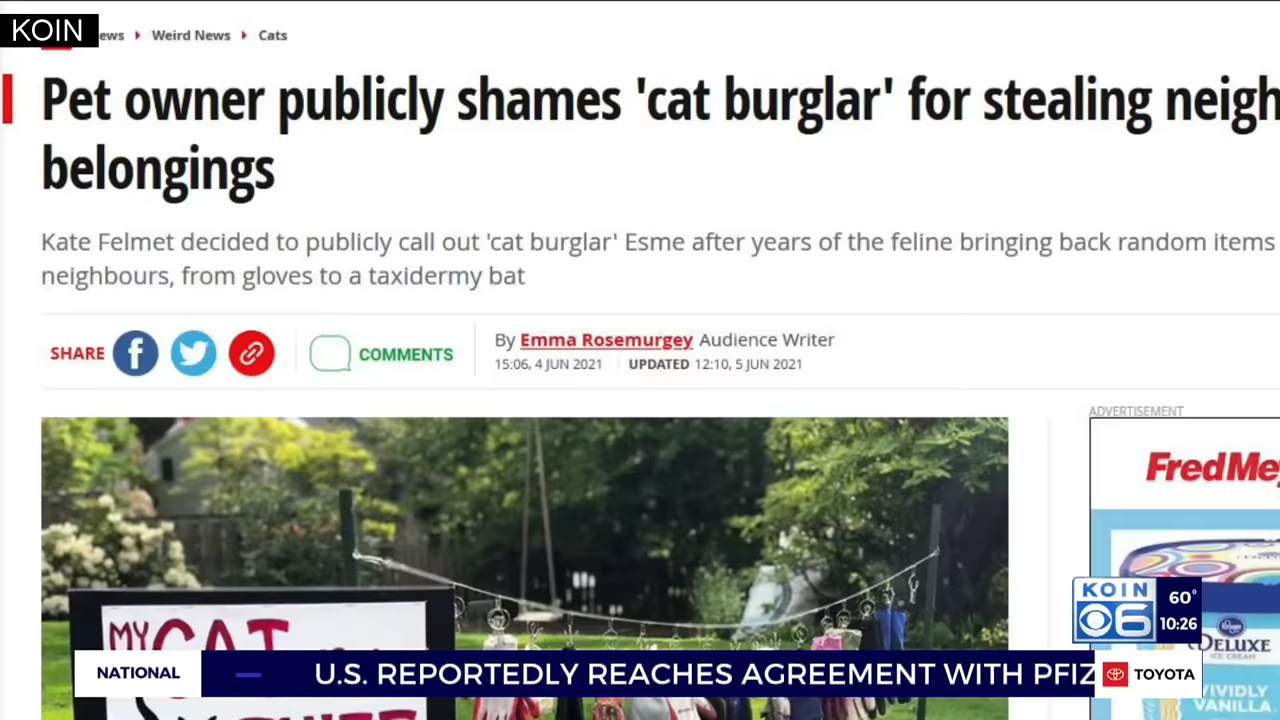 KOIN
ews Weird News Cats
Pet owner publicly shames 'cat burglar' for stealing neigh
belongings
Kate Felmet decided to publicly call out 'cat burglar' Esme after years of the feline bringing back random items
neighbours, from gloves to a taxidermy bat
SHARE
COMMENTS
By Emma Rosemurgey Audience Writer
15:06, 4 JUN 2021 UPDATED 12:10, 5 JUN 2021
ADVERTISEMENT
FredMe
KOIN
6
60°
10:26
Kroger
DELUXE
ICE CREAM
VIVIDLY
VANILLA
MY CAT
NATIONAL
U.S. REPORTEDLY REACHES AGREEMENT WITH PFIZ
TOYOTA